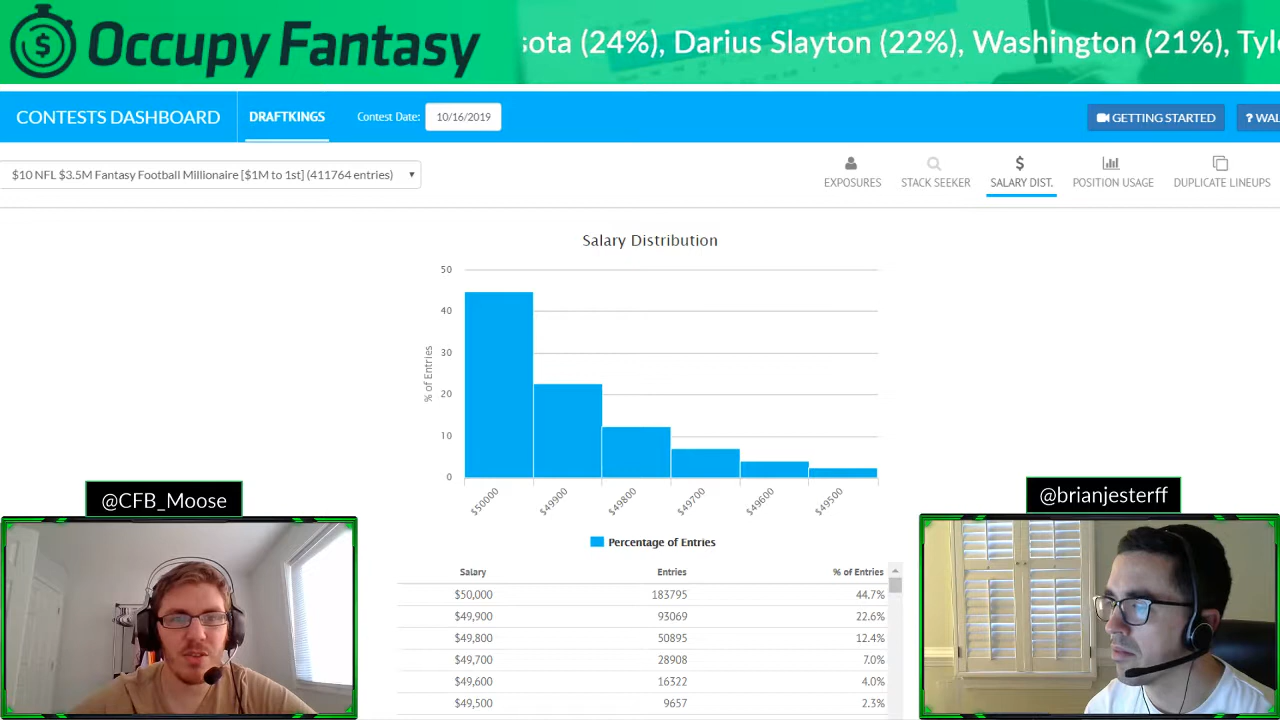 Occupy Fantasy
sota (24%), Darius Slayton (22%), Washington (21%), Tyle
CONTESTS DASHBOARD
DRAFTKINGS
Contest Date:
10/16/2019
GETTING STARTED
? WAL
$10 NFL $3.5M Fantasy Football Millionaire [$1M to 1st] (411764 entries)
EXPOSURES
STACK SEEKER
SALARY DIST.
POSITION USAGE
DUPLICATE LINEUPS
Salary Distribution
50
40
30
20
10
0
% of Entries
$50000
$49900
$49800
$49700
$49600
$49500
Percentage of Entries
Salary Entries % of Entries
$50,000 183795 44.7%
$49,900 93069 22.6%
$49,800 50895 12.4%
$49,700 28908 7.0%
$49,600 16322 4.0%
$49,500 9657 2.3%
@CFB_Moose
@brianjesterff